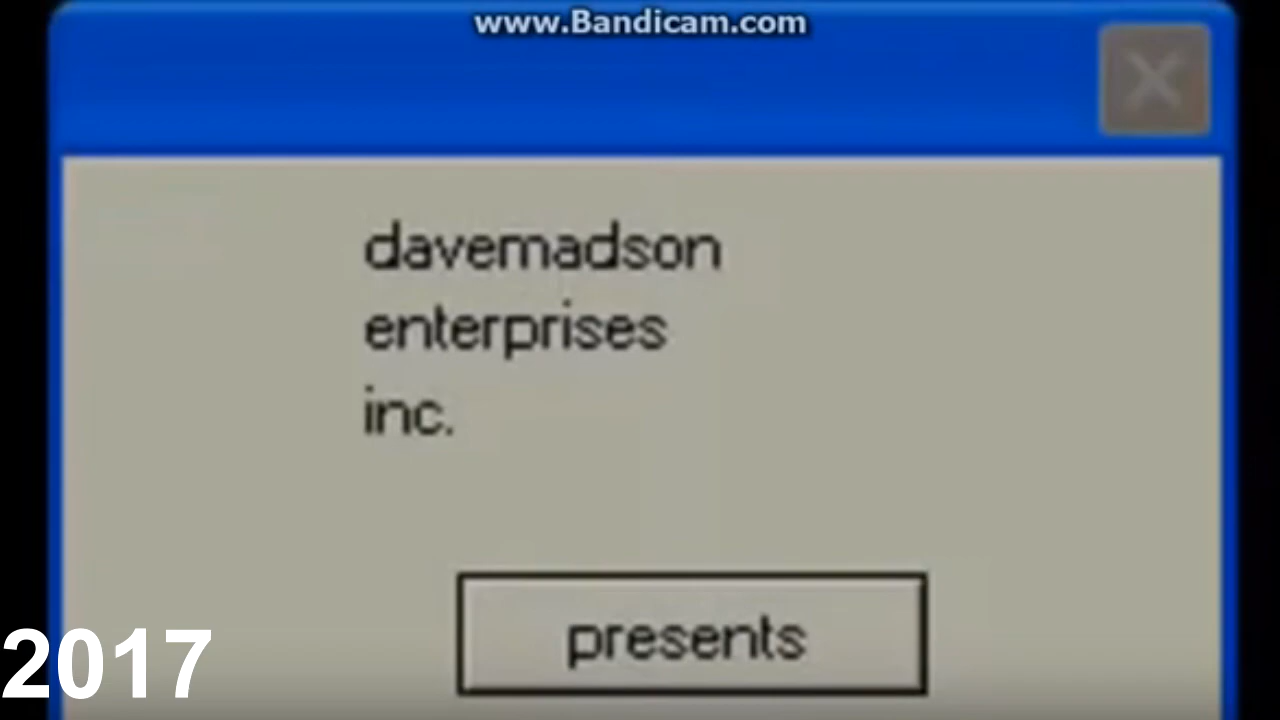 www.Bandicam.com
davemadson
enterprises
inc.
presents
2017